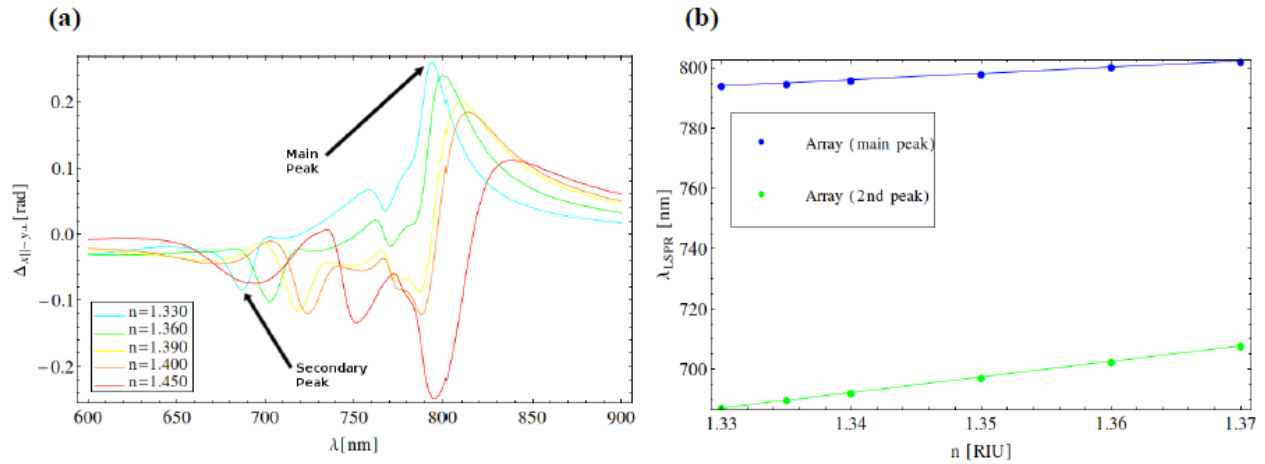 (a)
(b)
Main
Peak
Secondary
Peak
n=1.330
n=1.360
n=1.390
n=1.400
n=1.450
0.2
0.1
0.0
−0.1
−0.2
600
650
700
750
800
850
900
λ[nm]
Δx||−y⊥[rad]
Array (main peak)
Array (2nd peak)
800
780
760
740
720
700
1.33
1.34
1.35
1.36
1.37
n [RIU]
λLSPR [nm]